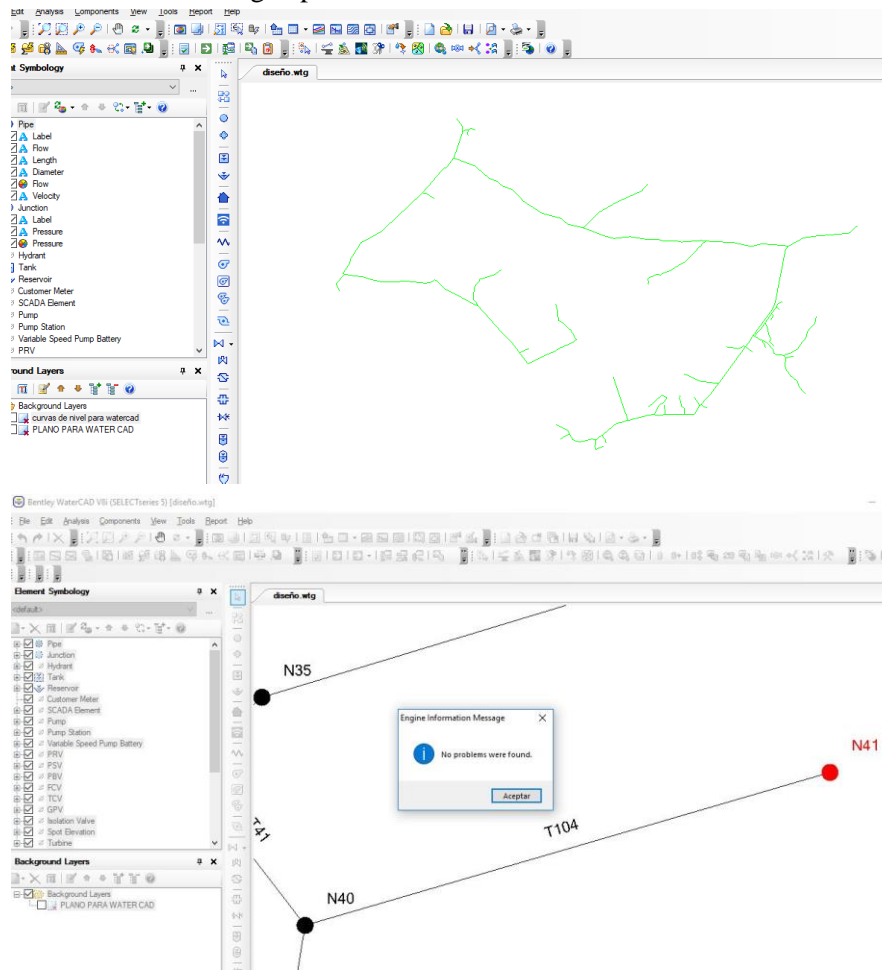 Edit Analysis Components View Tools Report Help
Symbology
diseño.wtg
Pipe
Label
Flow
Length
Diameter
Flow
Velocity
Junction
Label
Pressure
Pressure
Hydrant
Tank
Reservoir
Customer Meter
SCADA Element
Pump
Pump Station
Variable Speed Pump Battery
PRV
Layers
Background Layers
curvas de nivel para watercad
PLANO PARA WATER CAD
Bentley WaterCAD V8i (SELECTseries 5) [diseño.wtg]
File Edit Analysis Components View Tools Report Help
Element Symbology
diseño.wtg
<default>
Pipe
Junction
Hydrant
Tank
Reservoir
Customer Meter
SCADA Element
Pump
Pump Station
Variable Speed Pump Battery
PRV
PSV
PBV
FCV
TCV
GPV
Isolation Valve
Spot Elevation
Turbine
Background Layers
Background Layers
PLANO PARA WATER CAD
N35
Engine Information Message
No problems were found.
Aceptar
N41
T104
T41
N40